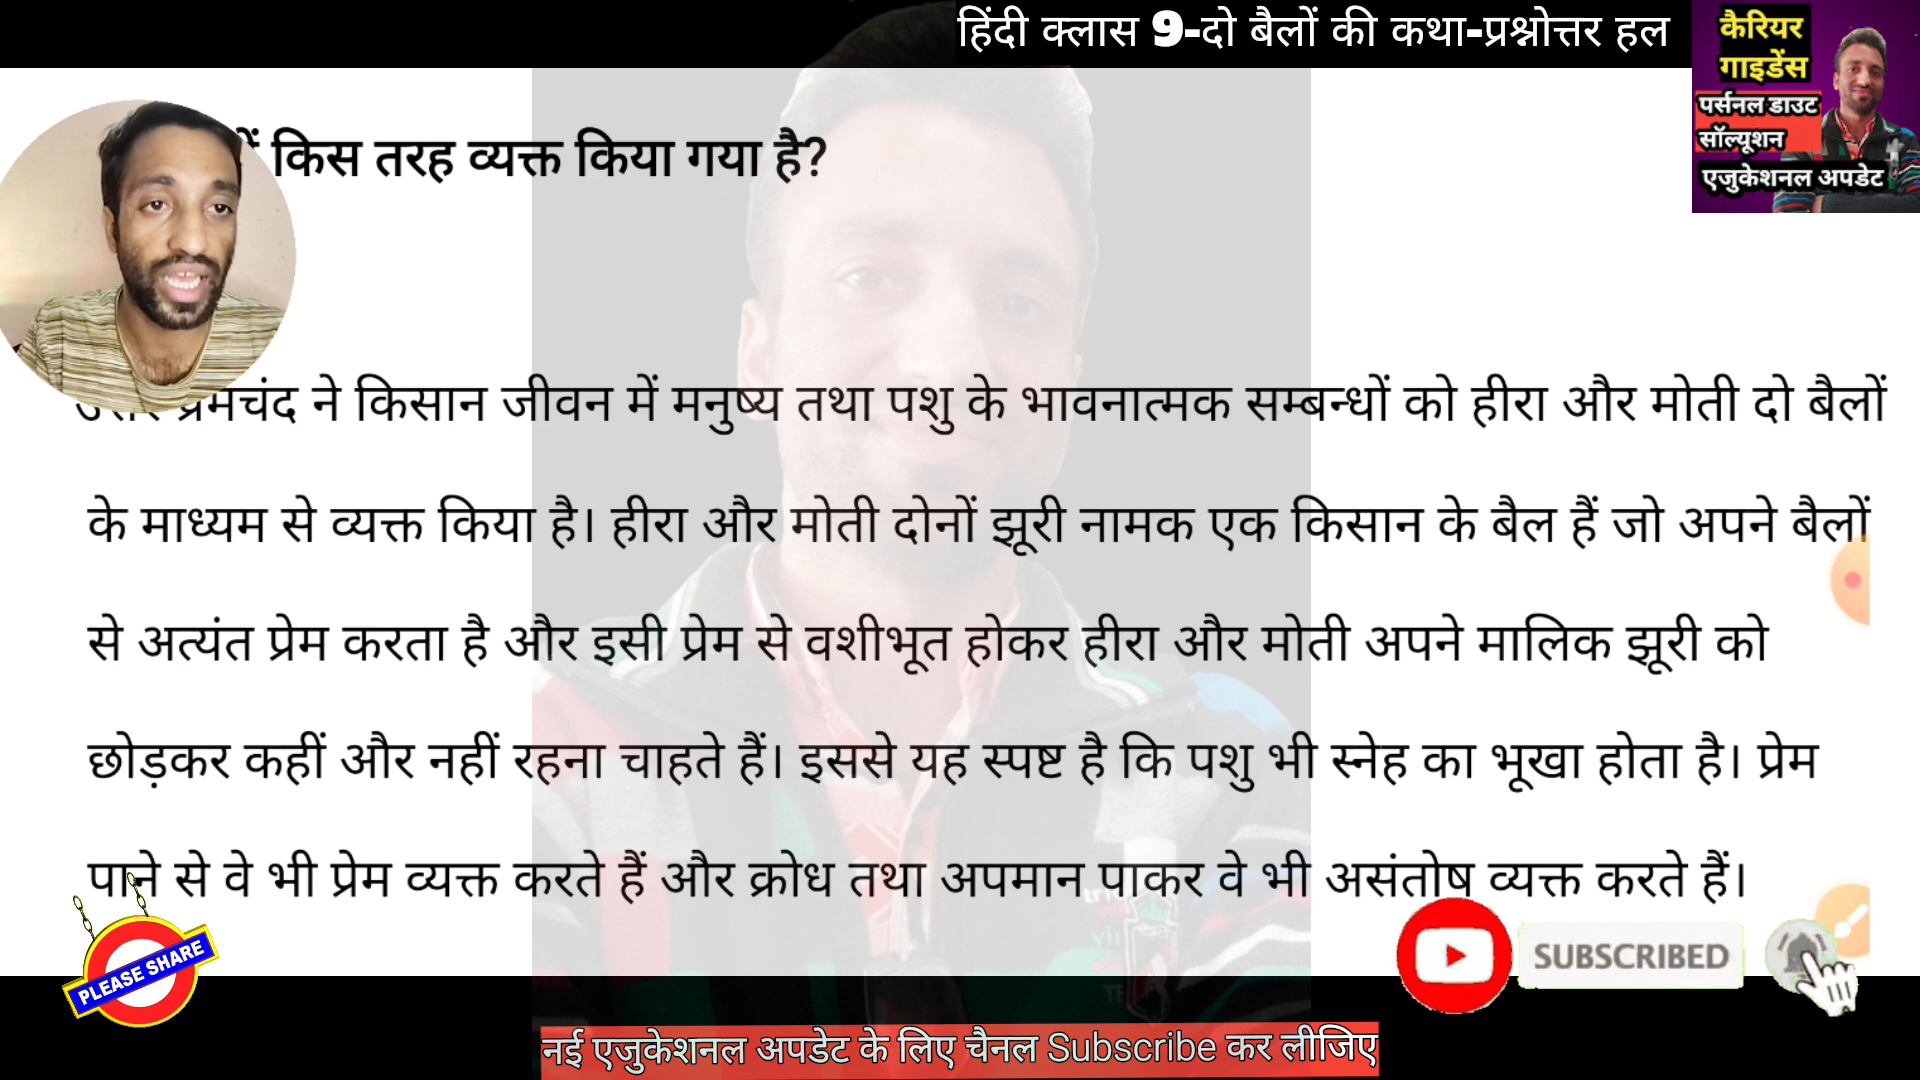 हिंदी क्लास 9-दो बैलों की कथा-प्रश्नोत्तर हल
कैरियर
गाइडेंस
पर्सनल डाउट
सॉल्यूशन
एजुकेशनल अपडेट
किस तरह व्यक्त किया गया है?
प्रेमचंद ने किसान जीवन में मनुष्य तथा पशु के भावनात्मक सम्बन्धों को हीरा और मोती दो बैलों
के माध्यम से व्यक्त किया है। हीरा और मोती दोनों झूरी नामक एक किसान के बैल हैं जो अपने बैलों
से अत्यंत प्रेम करता है और इसी प्रेम से वशीभूत होकर हीरा और मोती अपने मालिक झूरी को
छोड़कर कहीं और नहीं रहना चाहते हैं। इससे यह स्पष्ट है कि पशु भी स्नेह का भूखा होता है। प्रेम
पाने से वे भी प्रेम व्यक्त करते हैं और क्रोध तथा अपमान पाकर वे भी असंतोष व्यक्त करते हैं।
PLEASE SHARE
SUBSCRIBED
नई एजुकेशनल अपडेट के लिए चैनल Subscribe कर लीजिए